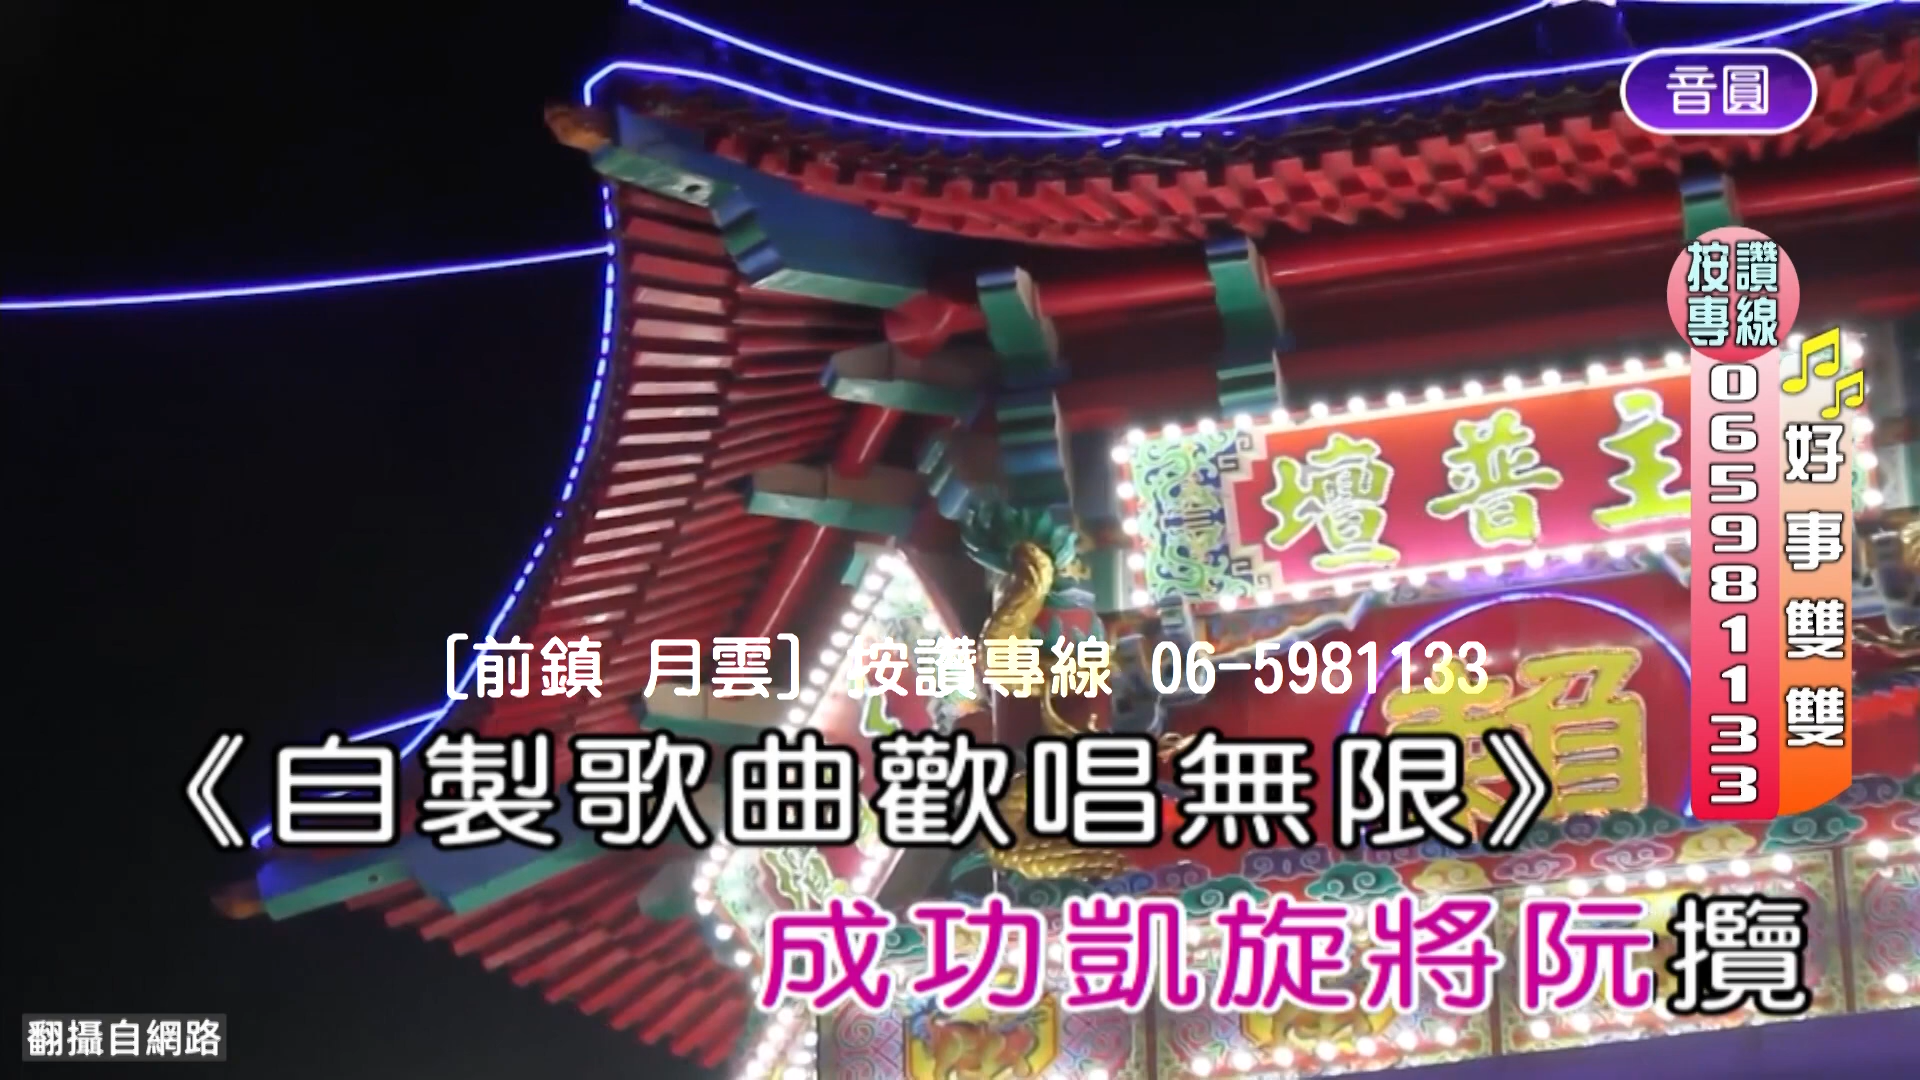 音圓
按讚
專線
065981133
好事雙雙
主普壇
賴
[前鎮 月雲] 按讚專線 06-5981133
《自製歌曲歡唱無限》
成功凱旋將阮攬
翻攝自網路